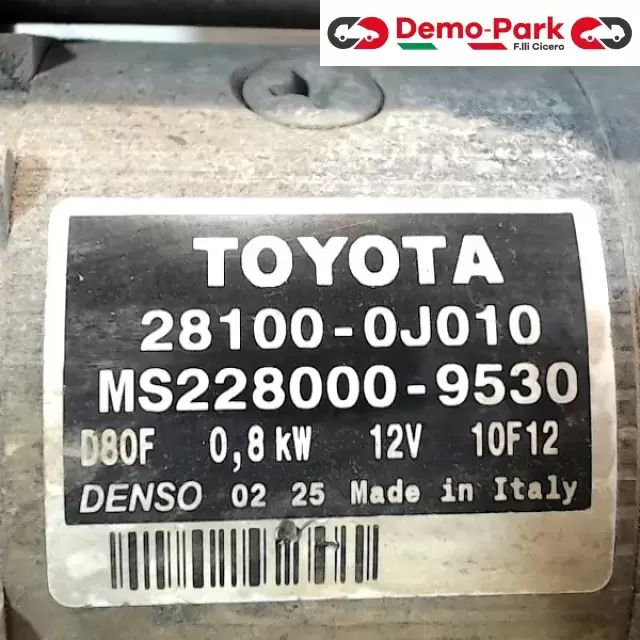 Demo-Park
F.lli Cicero
TOYOTA
28100-0J010
MS228000-9530
D80F 0,8 kW 12V 10F12
DENSO 02 25 Made in Italy